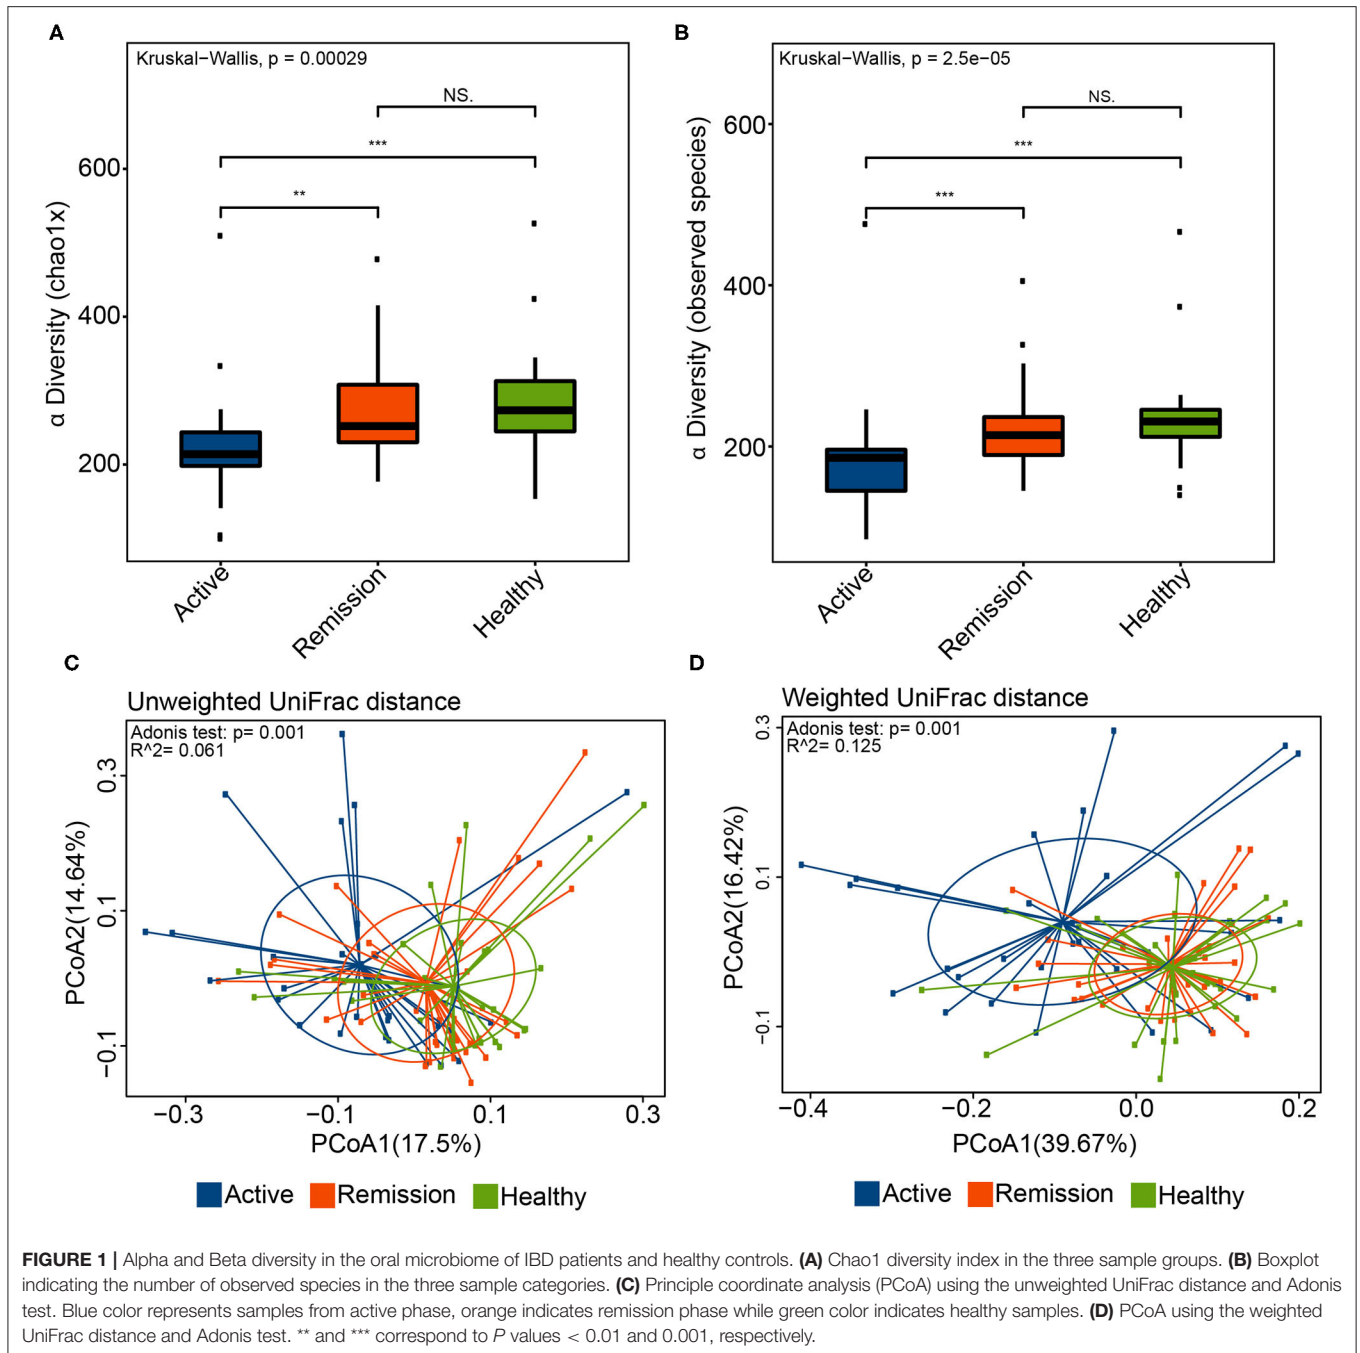 A
Kruskal−Wallis, p = 0.00029
NS.
***
**
600
400
200
α Diversity (chao1x)
Active
Remission
Healthy
B
Kruskal−Wallis, p = 2.5e−05
NS.
***
***
600
400
200
α Diversity (observed species)
Active
Remission
Healthy
C
Unweighted UniFrac distance
Adonis test: p= 0.001
R^2= 0.061
0.3
0.1
−0.1
PCoA2(14.64%)
−0.3
−0.1
0.1
0.3
PCoA1(17.5%)
Active
Remission
Healthy
D
Weighted UniFrac distance
Adonis test: p= 0.001
R^2= 0.125
0.3
0.1
−0.1
PCoA2(16.42%)
−0.4
−0.2
0.0
0.2
PCoA1(39.67%)
Active
Remission
Healthy
FIGURE 1 | Alpha and Beta diversity in the oral microbiome of IBD patients and healthy controls. (A) Chao1 diversity index in the three sample groups. (B) Boxplot
indicating the number of observed species in the three sample categories. (C) Principle coordinate analysis (PCoA) using the unweighted UniFrac distance and Adonis
test. Blue color represents samples from active phase, orange indicates remission phase while green color indicates healthy samples. (D) PCoA using the weighted
UniFrac distance and Adonis test. ** and *** correspond to P values < 0.01 and 0.001, respectively.